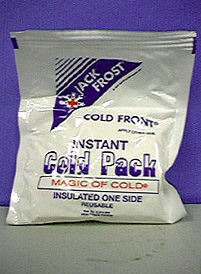 JACK FROST
COLD FRONT®
INSTANT
Cold Pack
MAGIC OF COLD®
INSULATED ONE SIDE
REUSABLE